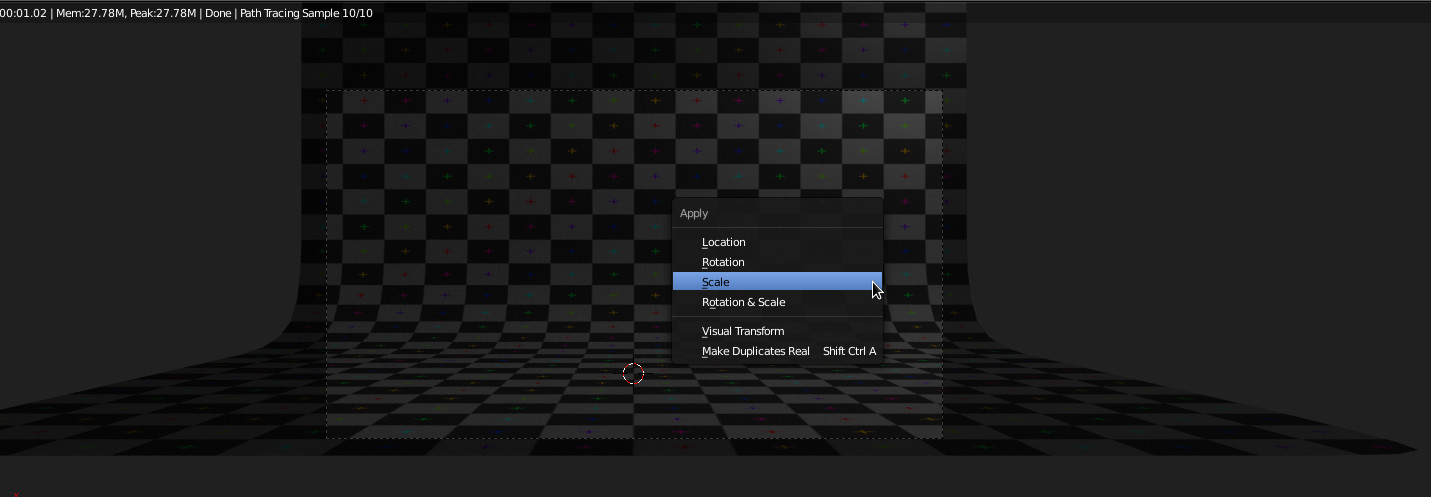 00:01.02 | Mem:27.78M, Peak:27.78M | Done | Path Tracing Sample 10/10
Apply
Location
Rotation
Scale
Rotation & Scale
Visual Transform
Make Duplicates Real Shift Ctrl A